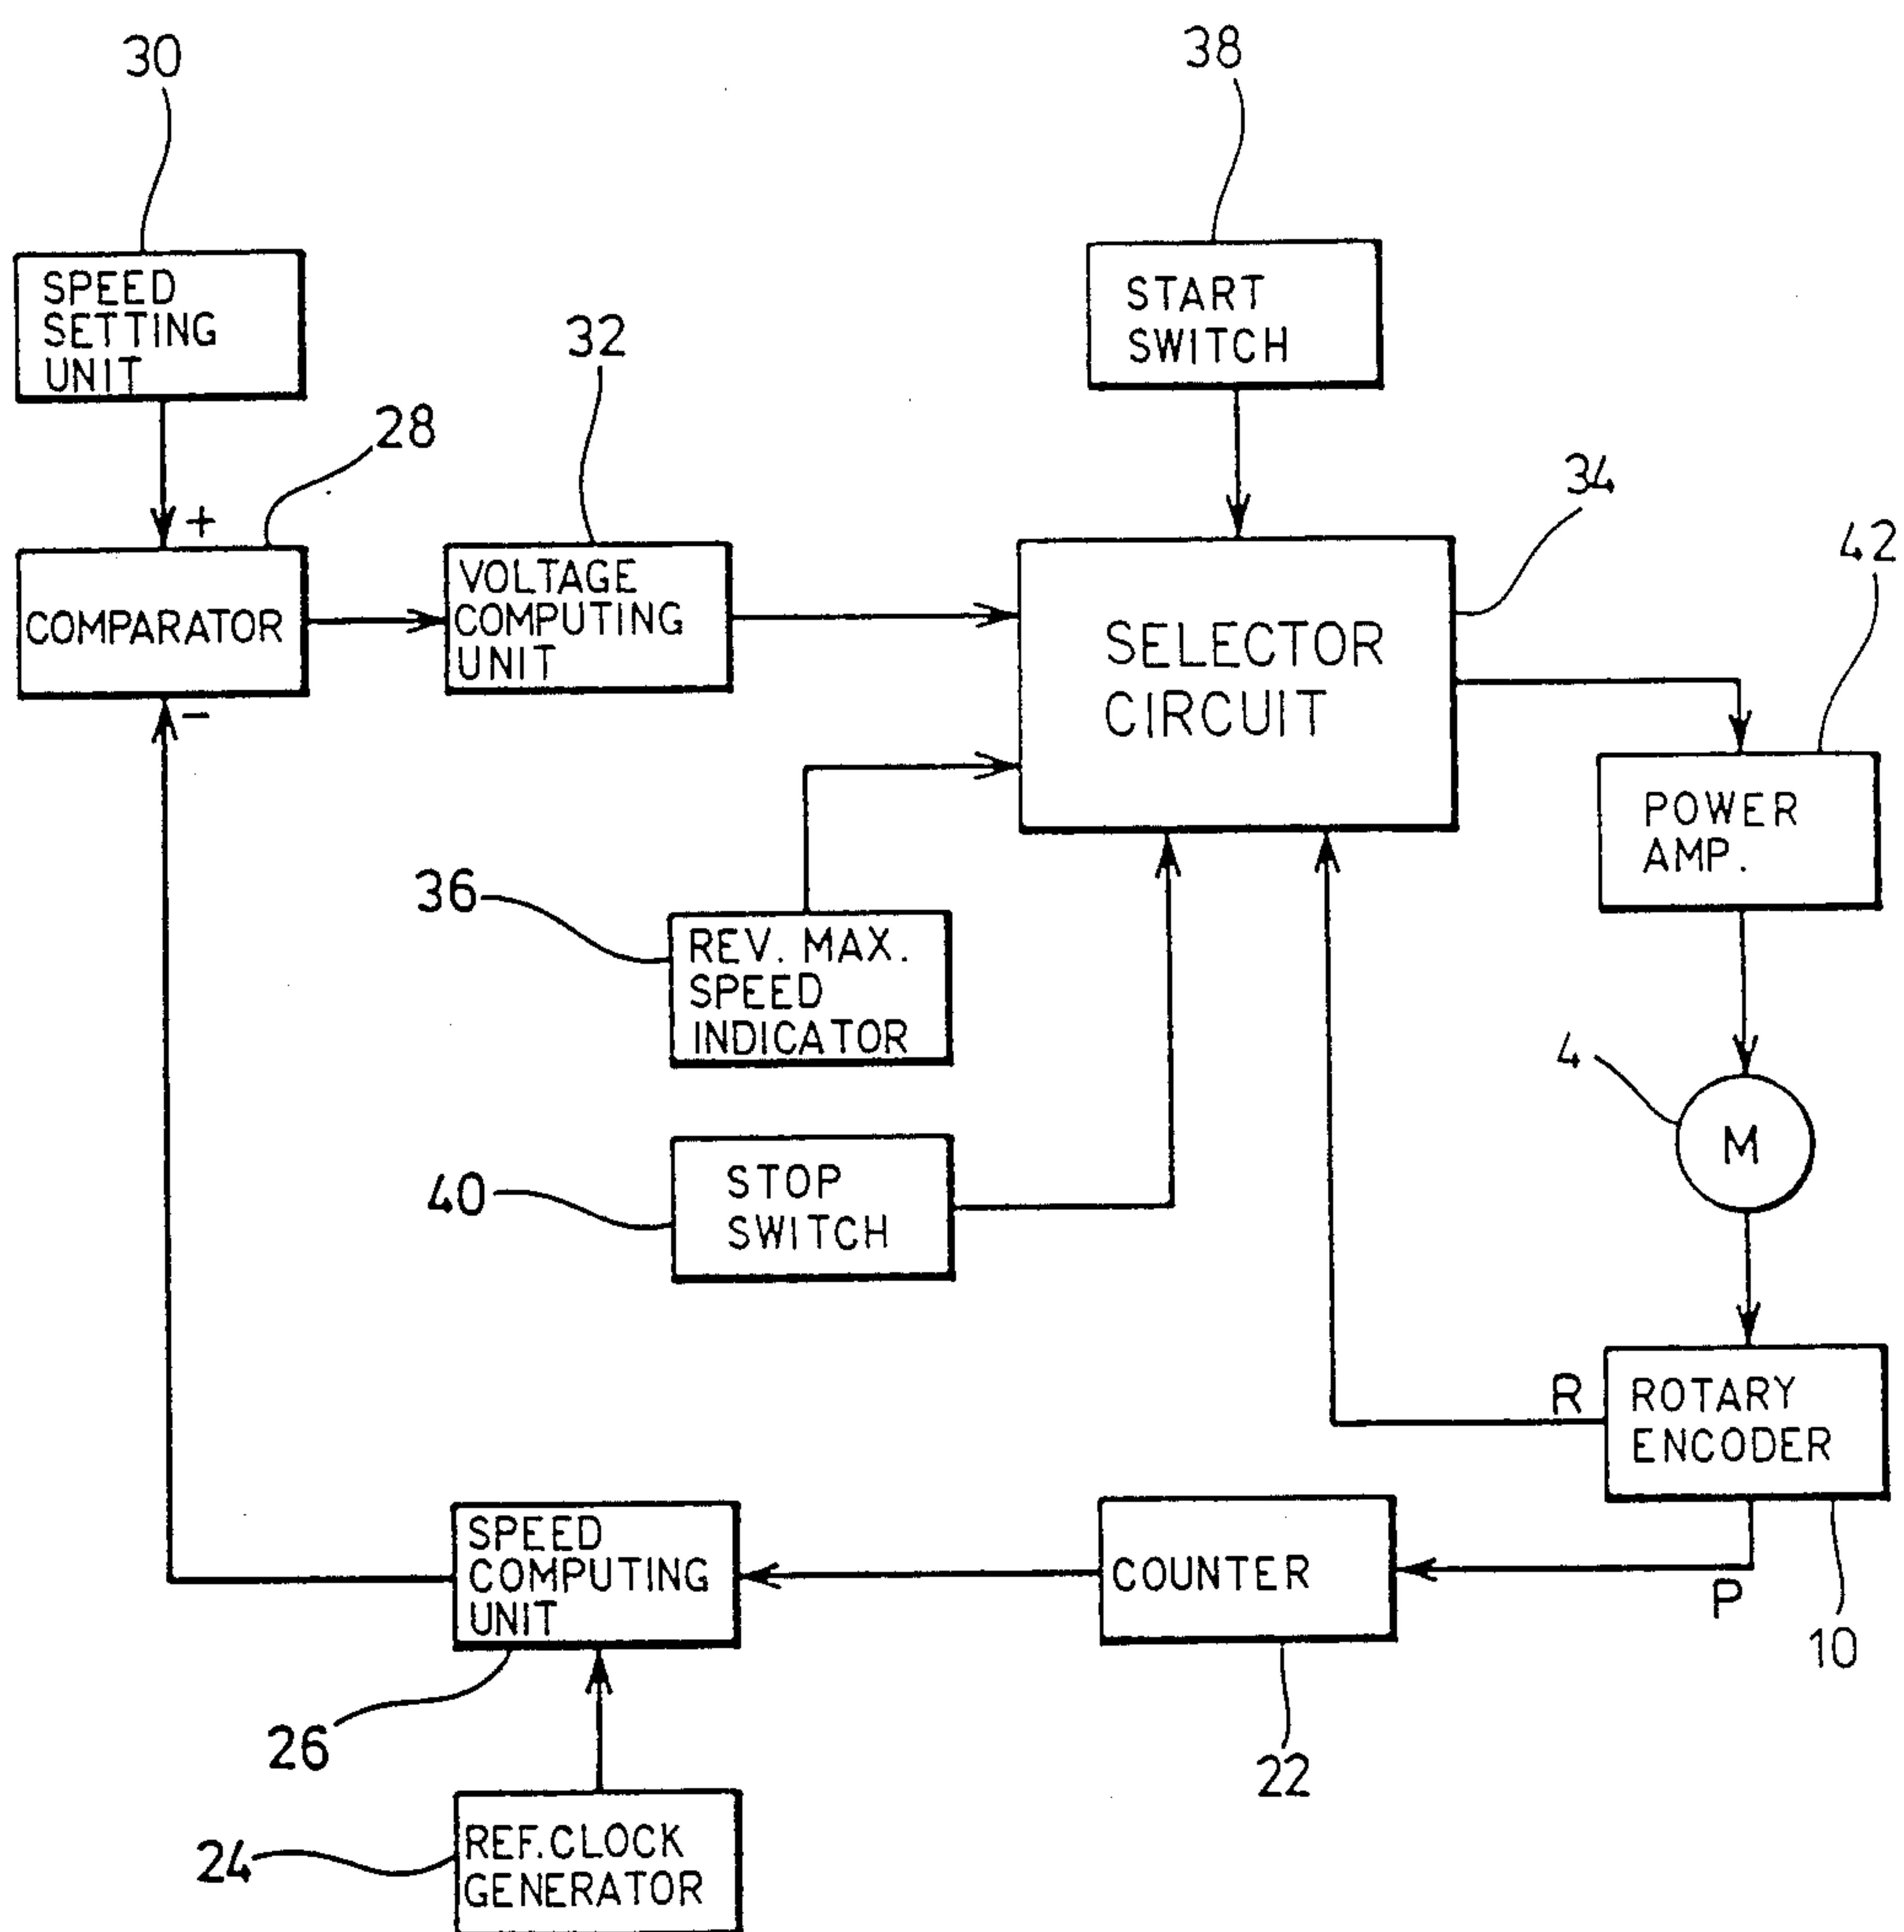 30
38
SPEED
SETTING
UNIT
START
SWITCH
32
28
34
42
+
COMPARATOR
VOLTAGE
COMPUTING
UNIT
SELECTOR
CIRCUIT
−
POWER
AMP.
36
REV. MAX.
SPEED
INDICATOR
4
M
40
STOP
SWITCH
R
ROTARY
ENCODER
SPEED
COMPUTING
UNIT
COUNTER
P
10
26
22
24
REF.CLOCK
GENERATOR